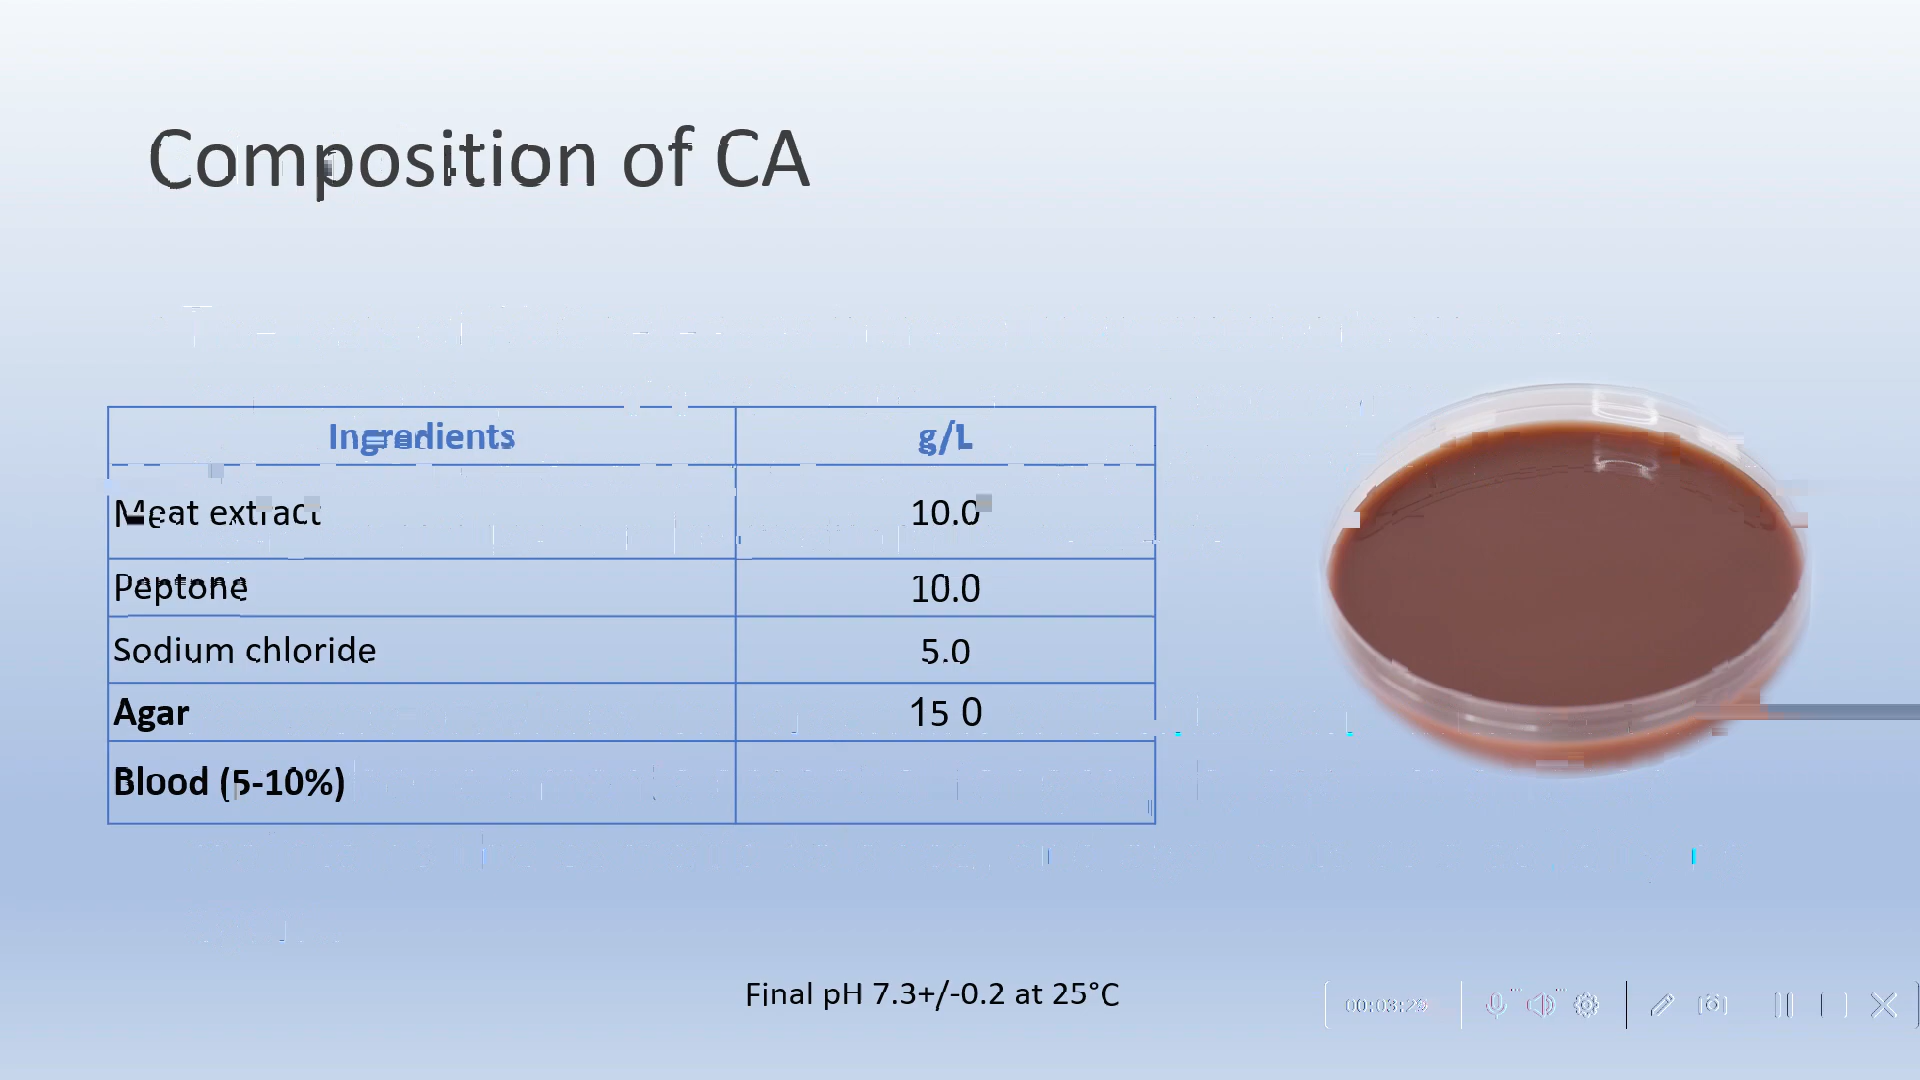 Composition of CA
Ingredients g/L
Meat extract 10.0
Peptone 10.0
Sodium chloride 5.0
Agar 15 0
Blood (5-10%)
Final pH 7.3+/-0.2 at 25°C